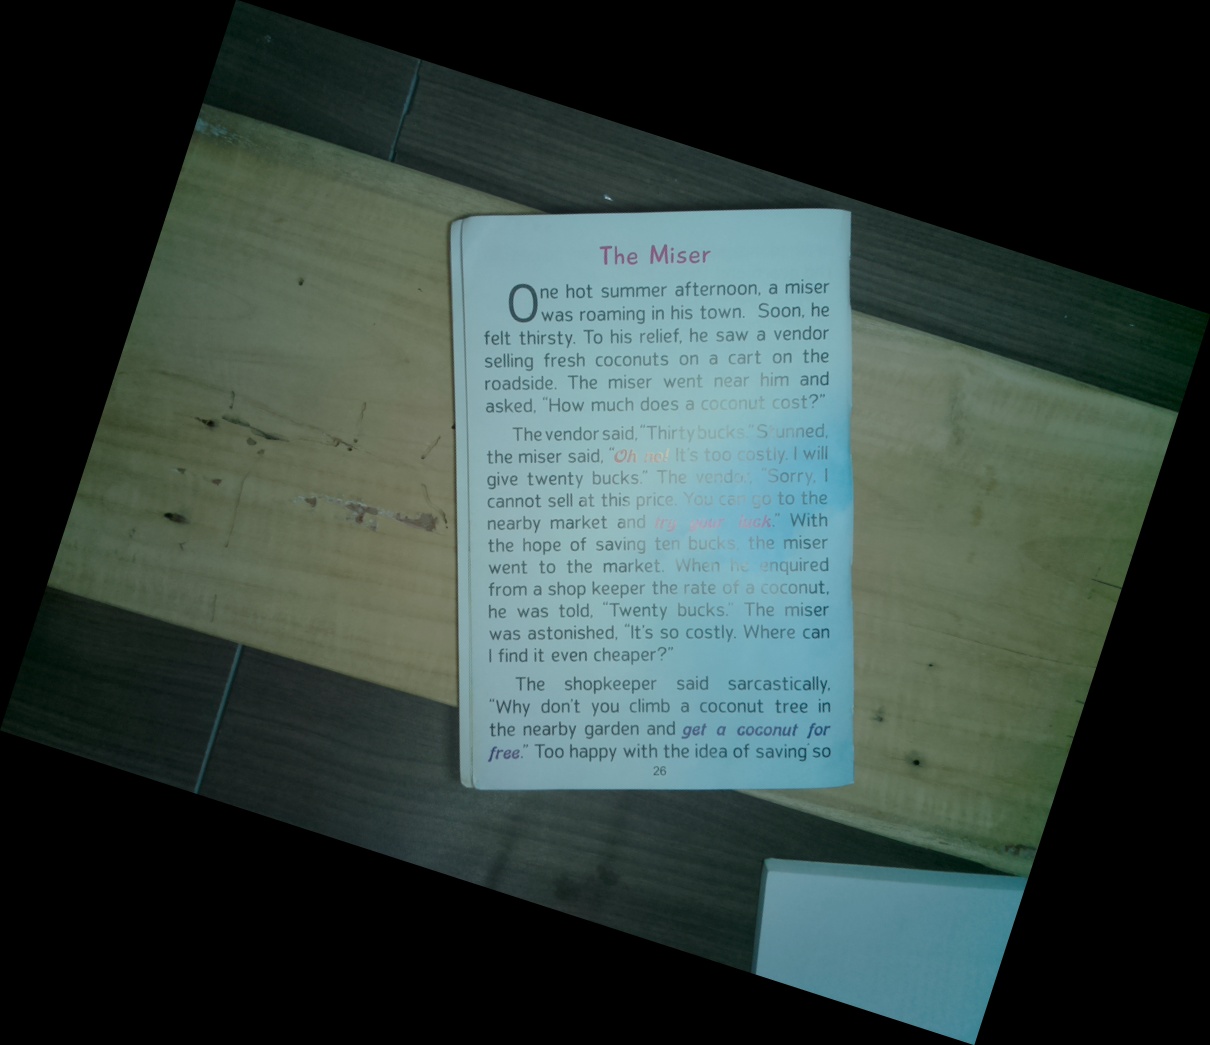 The Miser
One hot summer afternoon, a miser
was roaming in his town. Soon, he
felt thirsty. To his relief, he saw a vendor
selling fresh coconuts on a cart on the
roadside. The miser went near him and
asked, “How much does a coconut cost?”
The vendor said, “Thirty bucks.” Stunned,
the miser said, “Oh no! It's too costly. I will
give twenty bucks.” The vendor, “Sorry, I
cannot sell at this price. You can go to the
nearby market and try your luck.” With
the hope of saving ten bucks, the miser
went to the market. When he enquired
from a shop keeper the rate of a coconut,
he was told, “Twenty bucks.” The miser
was astonished, “It's so costly. Where can
I find it even cheaper?”
The shopkeeper said sarcastically,
“Why don't you climb a coconut tree in
the nearby garden and get a coconut for
free.” Too happy with the idea of saving so
26